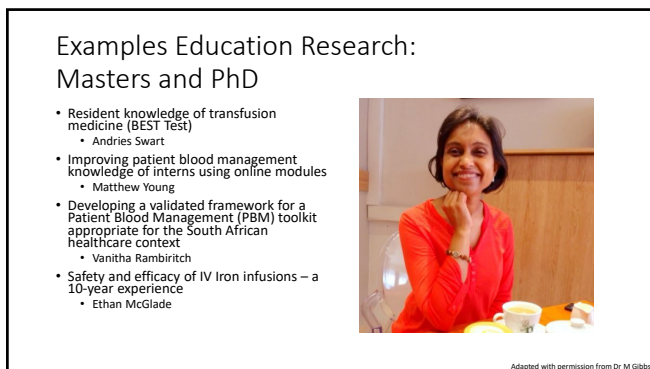 Examples Education Research:
Masters and PhD
• Resident knowledge of transfusion
medicine (BEST Test)
• Andries Swart
• Improving patient blood management
knowledge of interns using online modules
• Matthew Young
• Developing a validated framework for a
Patient Blood Management (PBM) toolkit
appropriate for the South African
healthcare context
• Vanitha Rambiritch
• Safety and efficacy of IV Iron infusions – a
10-year experience
• Ethan McGlade
Adapted with permission from Dr M Gibbs